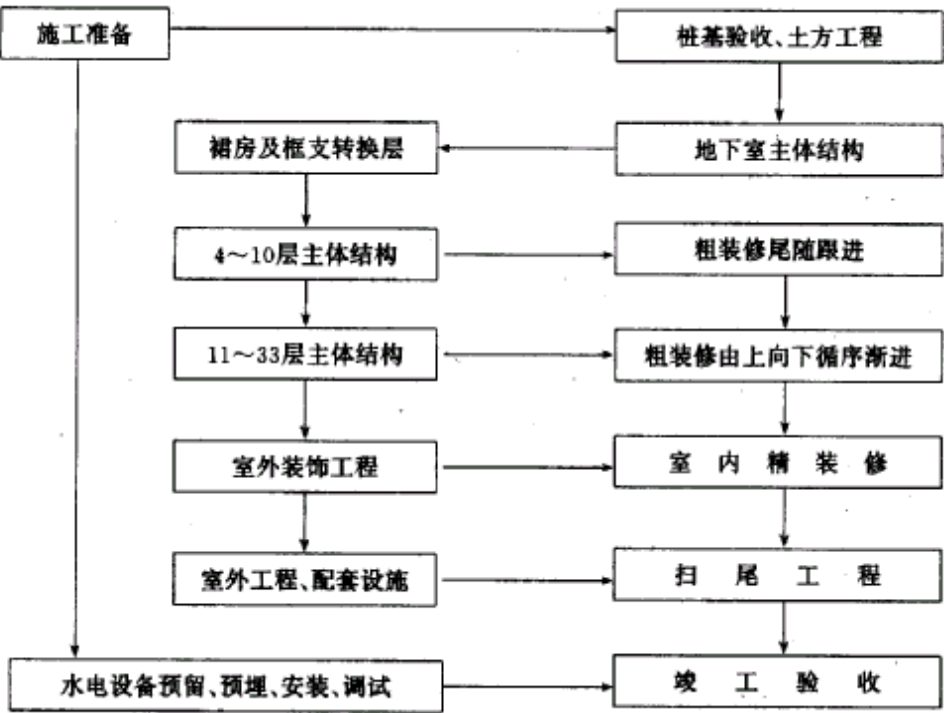 施工准备
桩基验收、土方工程
裙房及框支转换层
地下室主体结构
4～10层主体结构
粗装修尾随跟进
11～33层主体结构
粗装修由上向下循序渐进
室外装饰工程
室内精装修
室外工程、配套设施
扫尾工程
水电设备预留、预埋、安装、调试
竣工验收